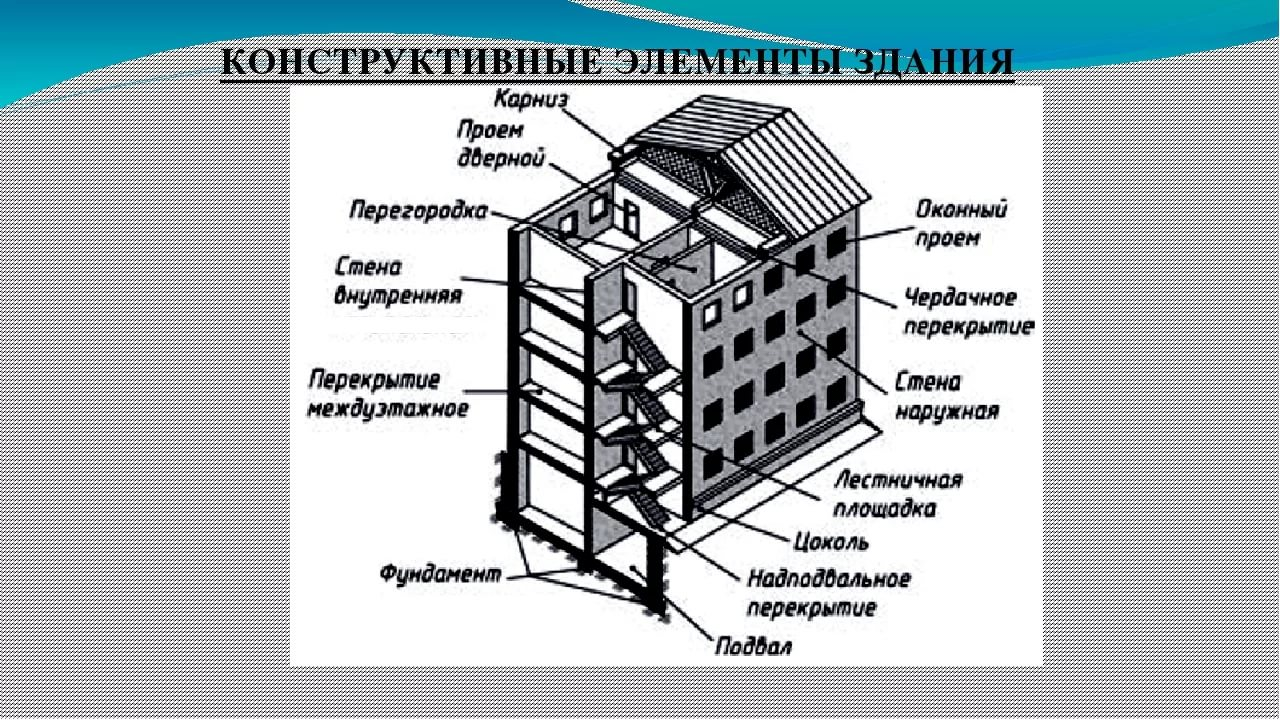 КОНСТРУКТИВНЫЕ ЭЛЕМЕНТЫ ЗДАНИЯ
Карниз
Проем
дверной
Перегородка
Стена
внутренняя
Перекрытие
междуэтажное
Фундамент
Оконный
проем
Чердачное
перекрытие
Стена
наружная
Лестничная
площадка
Цоколь
Надподвальное
перекрытие
Подвал